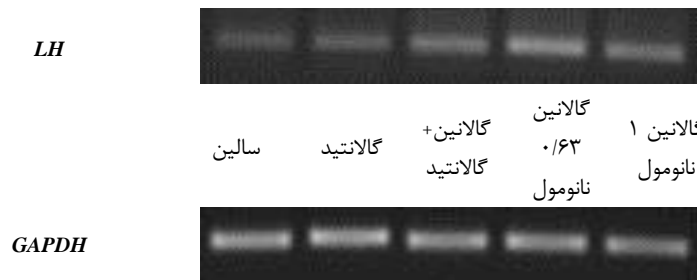 LH
سالین
گالانتید
گالانین+
گالانتید
گالانین
۰/۶۳
نانومول
گالانین ۱
نانومول
GAPDH